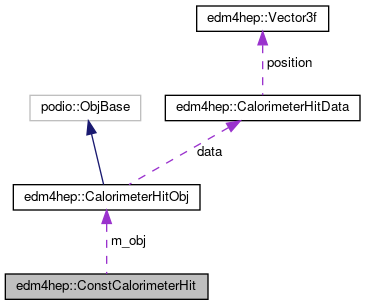 edm4hep::Vector3f
position
podio::ObjBase
edm4hep::CalorimeterHitData
data
edm4hep::CalorimeterHitObj
m_obj
edm4hep::ConstCalorimeterHit